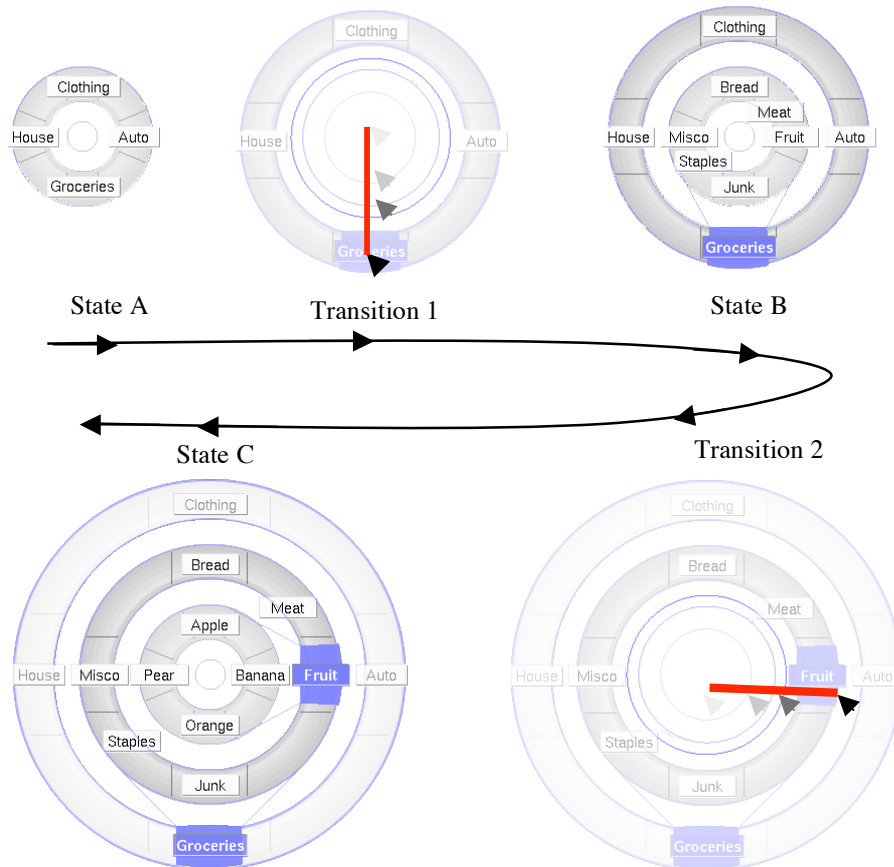 Clothing
House
Auto
Groceries
State A
Clothing
House
Auto
Groceries
Transition 1
Clothing
Bread
Meat
House
Misco
Fruit
Auto
Staples
Junk
Groceries
State B
State C
Clothing
Bread
Meat
Apple
House
Misco
Pear
Banana
Fruit
Auto
Orange
Staples
Junk
Groceries
Transition 2
Clothing
Bread
Meat
House
Misco
Fruit
Auto
Staples
Junk
Groceries